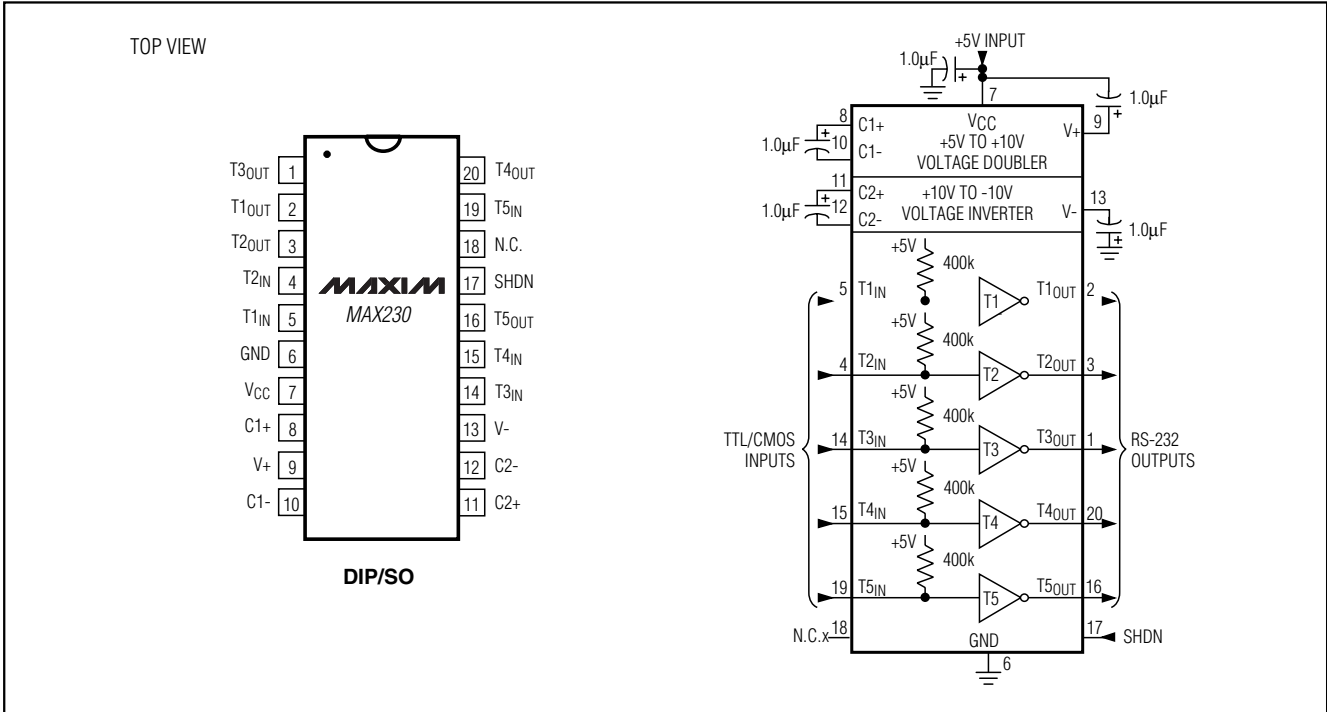 TOP VIEW
T3OUT 1
T1OUT 2
T2OUT 3
T2IN 4
T1IN 5
GND 6
VCC 7
C1+ 8
V+ 9
C1- 10
20 T4OUT
19 T5IN
18 N.C.
17 SHDN
16 T5OUT
15 T4IN
14 T3IN
13 V-
12 C2-
11 C2+
MAXIM
MAX230
DIP/SO
+5V INPUT
1.0µF
+
7
1.0µF
+
8 C1+
1.0µF
+
10 C1-
VCC
+5V TO +10V
VOLTAGE DOUBLER
V+ 9
11 C2+
1.0µF
+
12 C2-
+10V TO -10V
VOLTAGE INVERTER
V- 13
1.0µF
+
+5V
400k
5 T1IN
T1
T1OUT 2
+5V
400k
4 T2IN
T2
T2OUT 3
+5V
400k
TTL/CMOS
INPUTS
14 T3IN
T3
T3OUT 1
RS-232
OUTPUTS
+5V
400k
15 T4IN
T4
T4OUT 20
+5V
400k
19 T5IN
T5
T5OUT 16
N.C.x 18
GND
6
17 SHDN